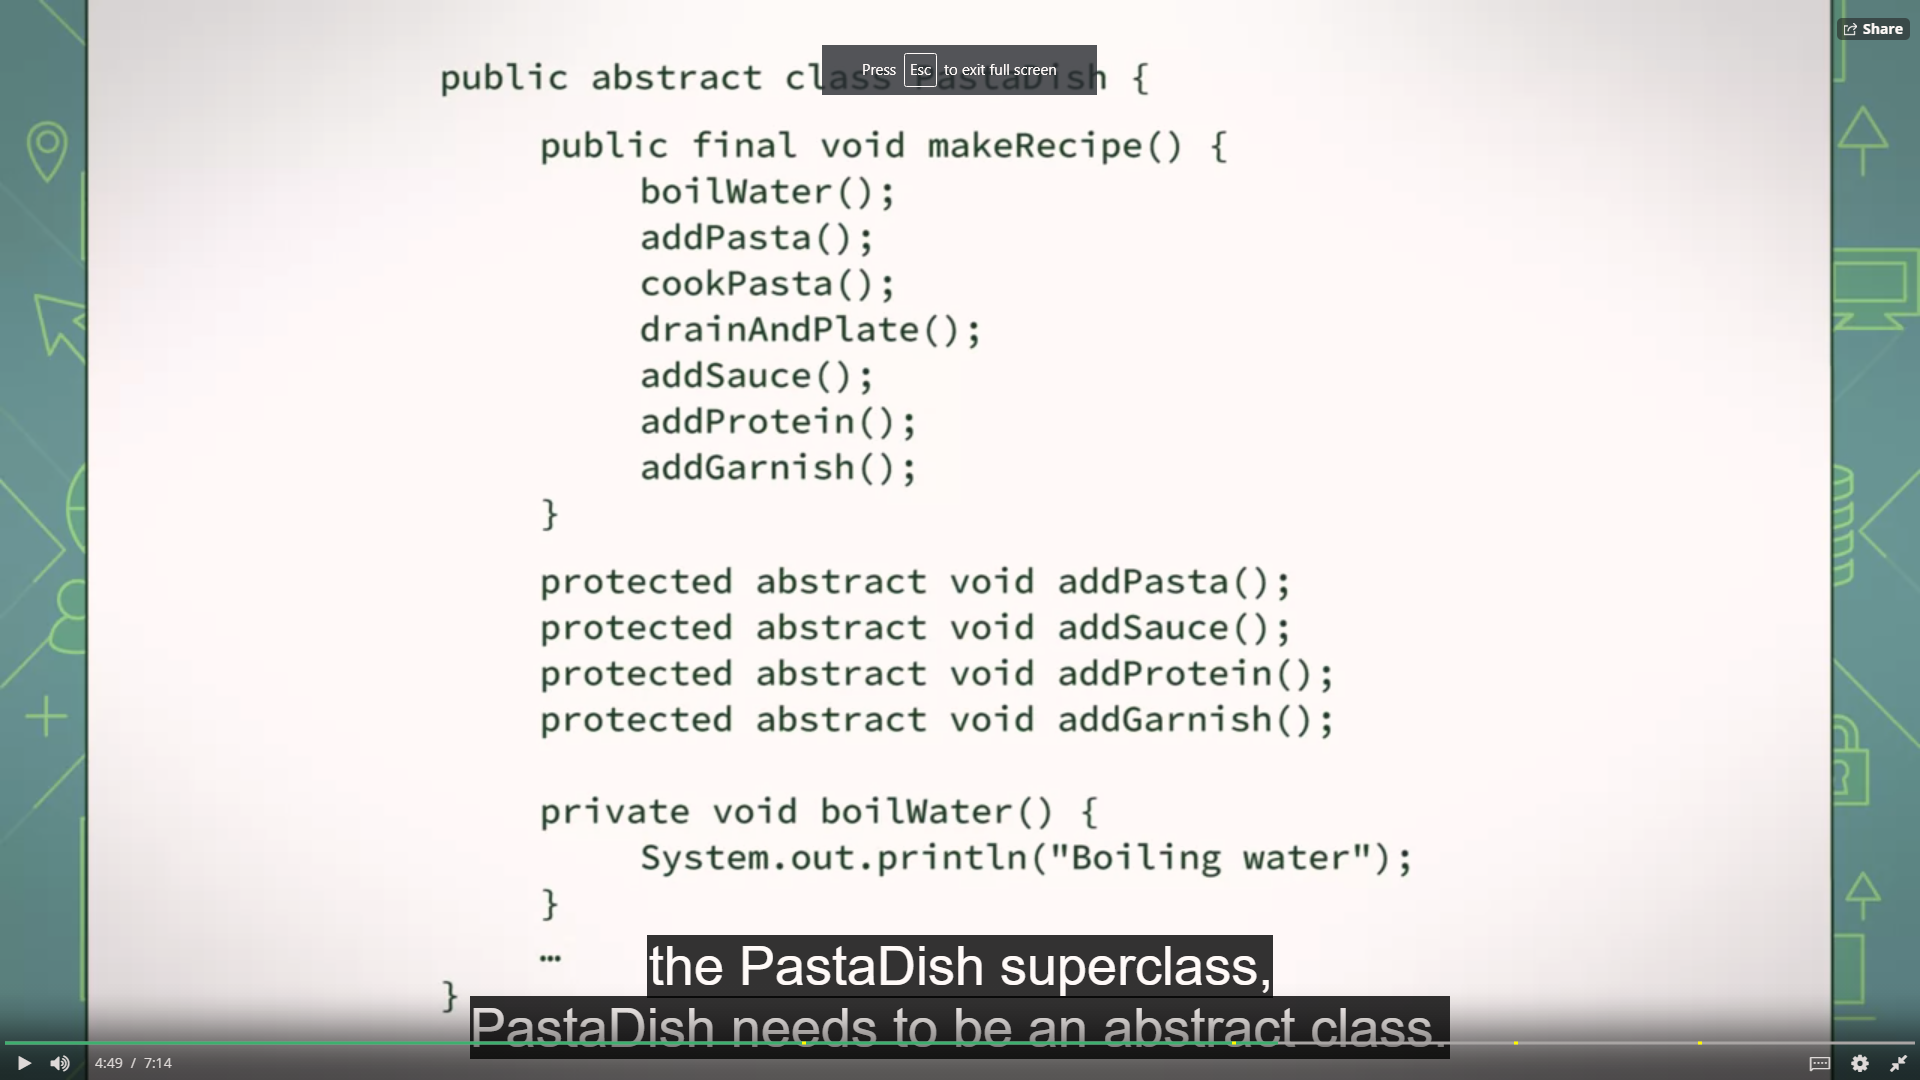 Share
Press Esc to exit full screen
public abstract class PastaDish {
public final void makeRecipe() {
boilWater();
addPasta();
cookPasta();
drainAndPlate();
addSauce();
addProtein();
addGarnish();
}
protected abstract void addPasta();
protected abstract void addSauce();
protected abstract void addProtein();
protected abstract void addGarnish();
private void boilWater() {
System.out.println("Boiling water");
}
…
}
the PastaDish superclass,
PastaDish needs to be an abstract class.
4:49 / 7:14